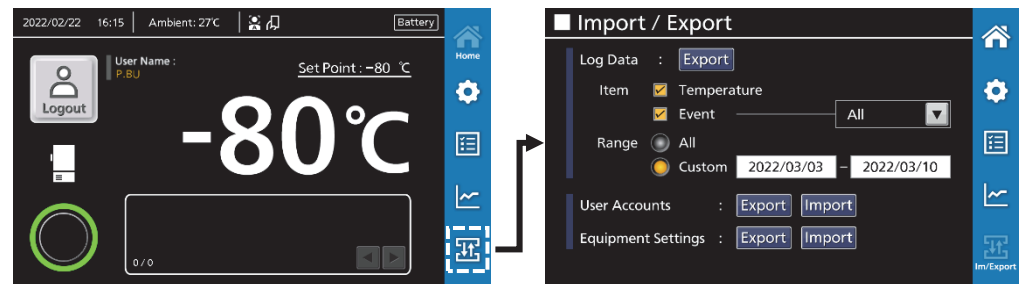 2022/02/22 16:15 Ambient: 27℃ Battery
Home
User Name :
P.BU
Set Point : −80 ℃
Logout
-80℃
0/0
Import / Export
Log Data : Export
Item Temperature
Event All
Range All
Custom 2022/03/03 – 2022/03/10
User Accounts : Export Import
Equipment Settings : Export Import
Im/Export